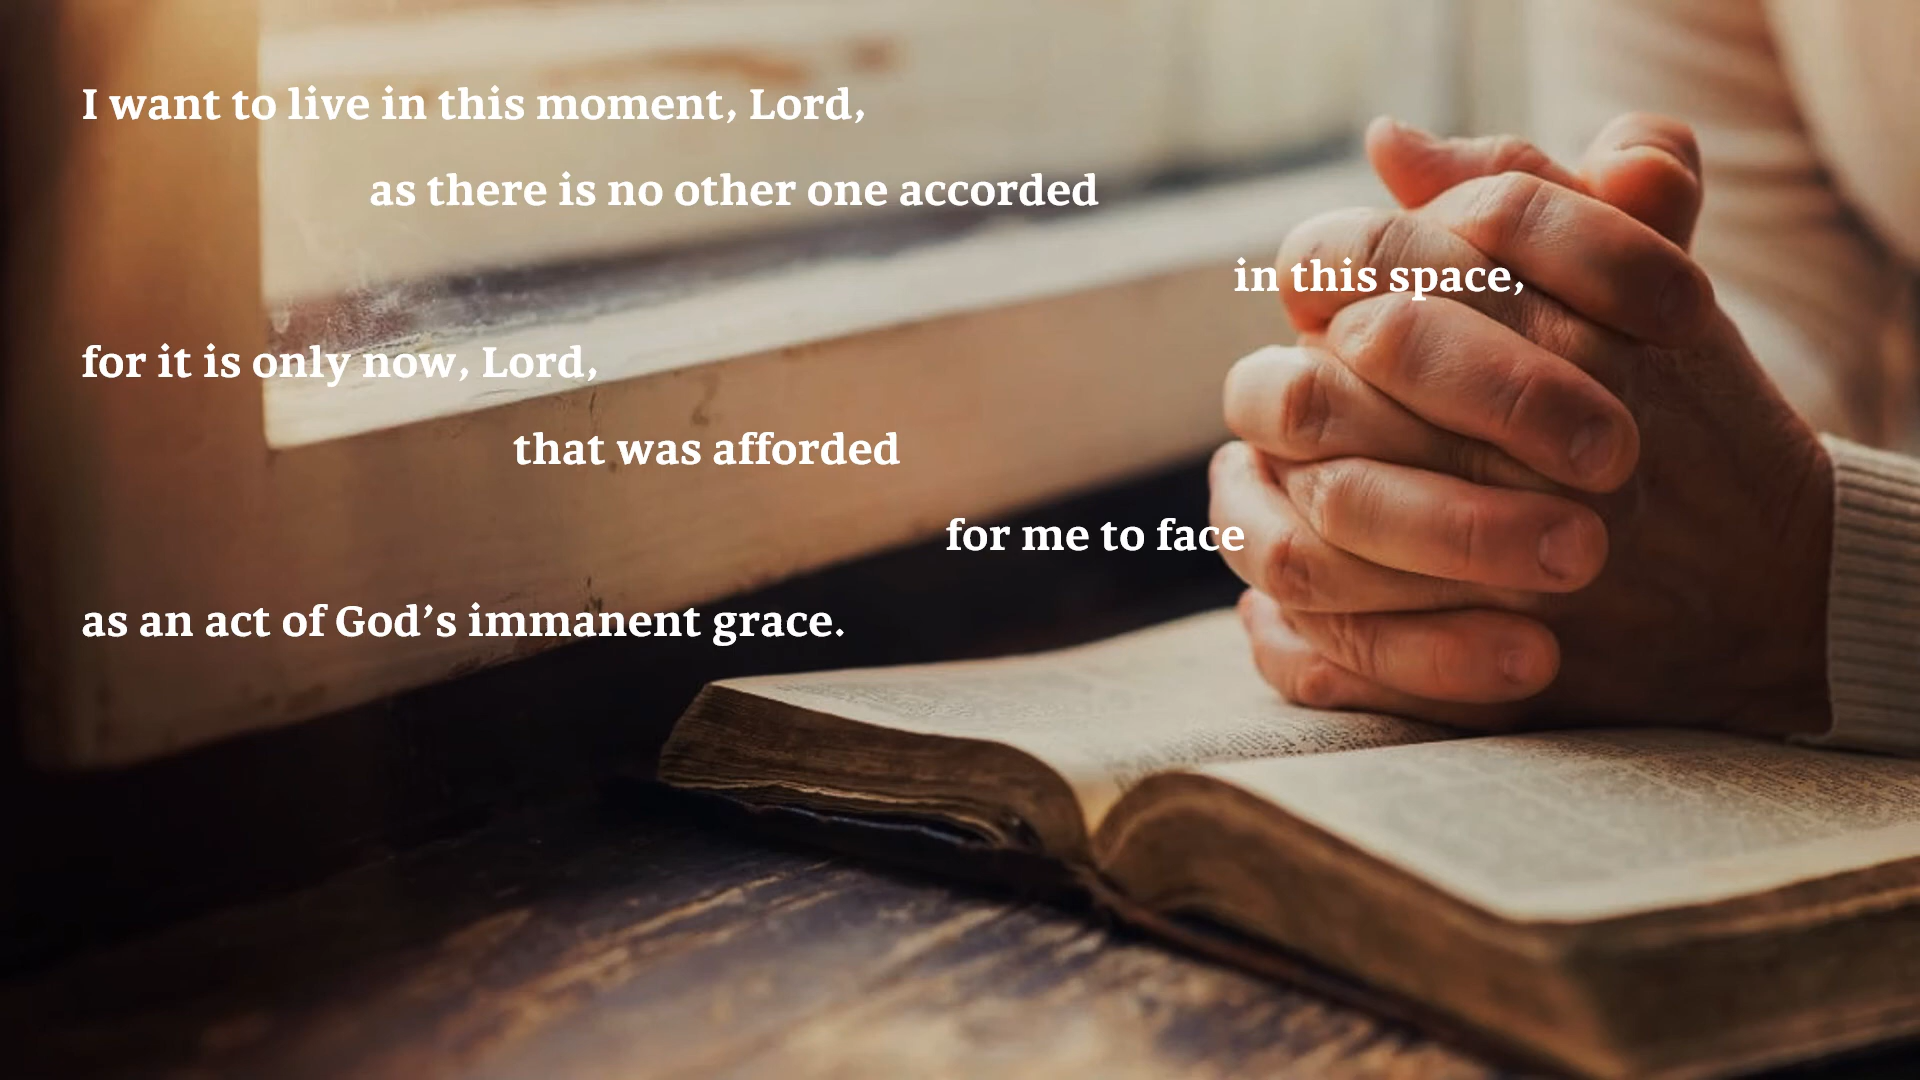 I want to live in this moment, Lord,
as there is no other one accorded
in this space,
for it is only now, Lord,
that was afforded
for me to face
as an act of God’s immanent grace.